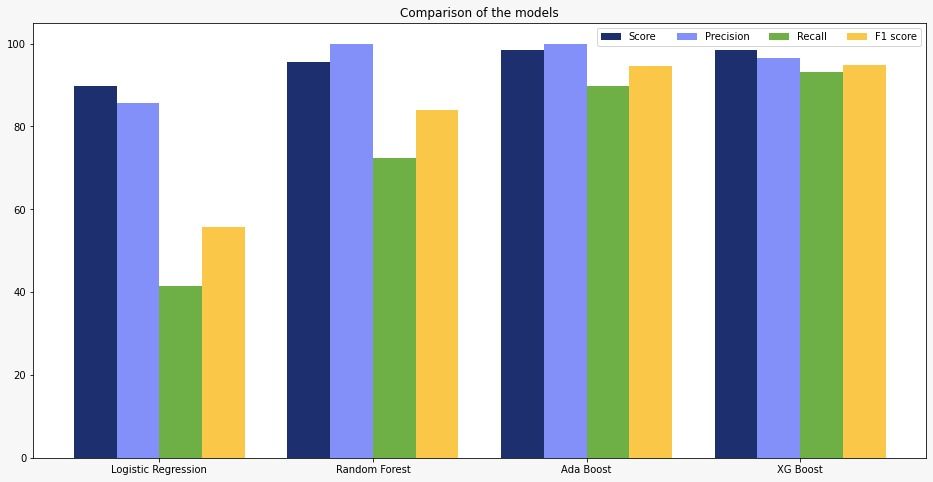 Comparison of the models
Score Precision Recall F1 score
100
80
60
40
20
0
Logistic Regression Random Forest Ada Boost XG Boost